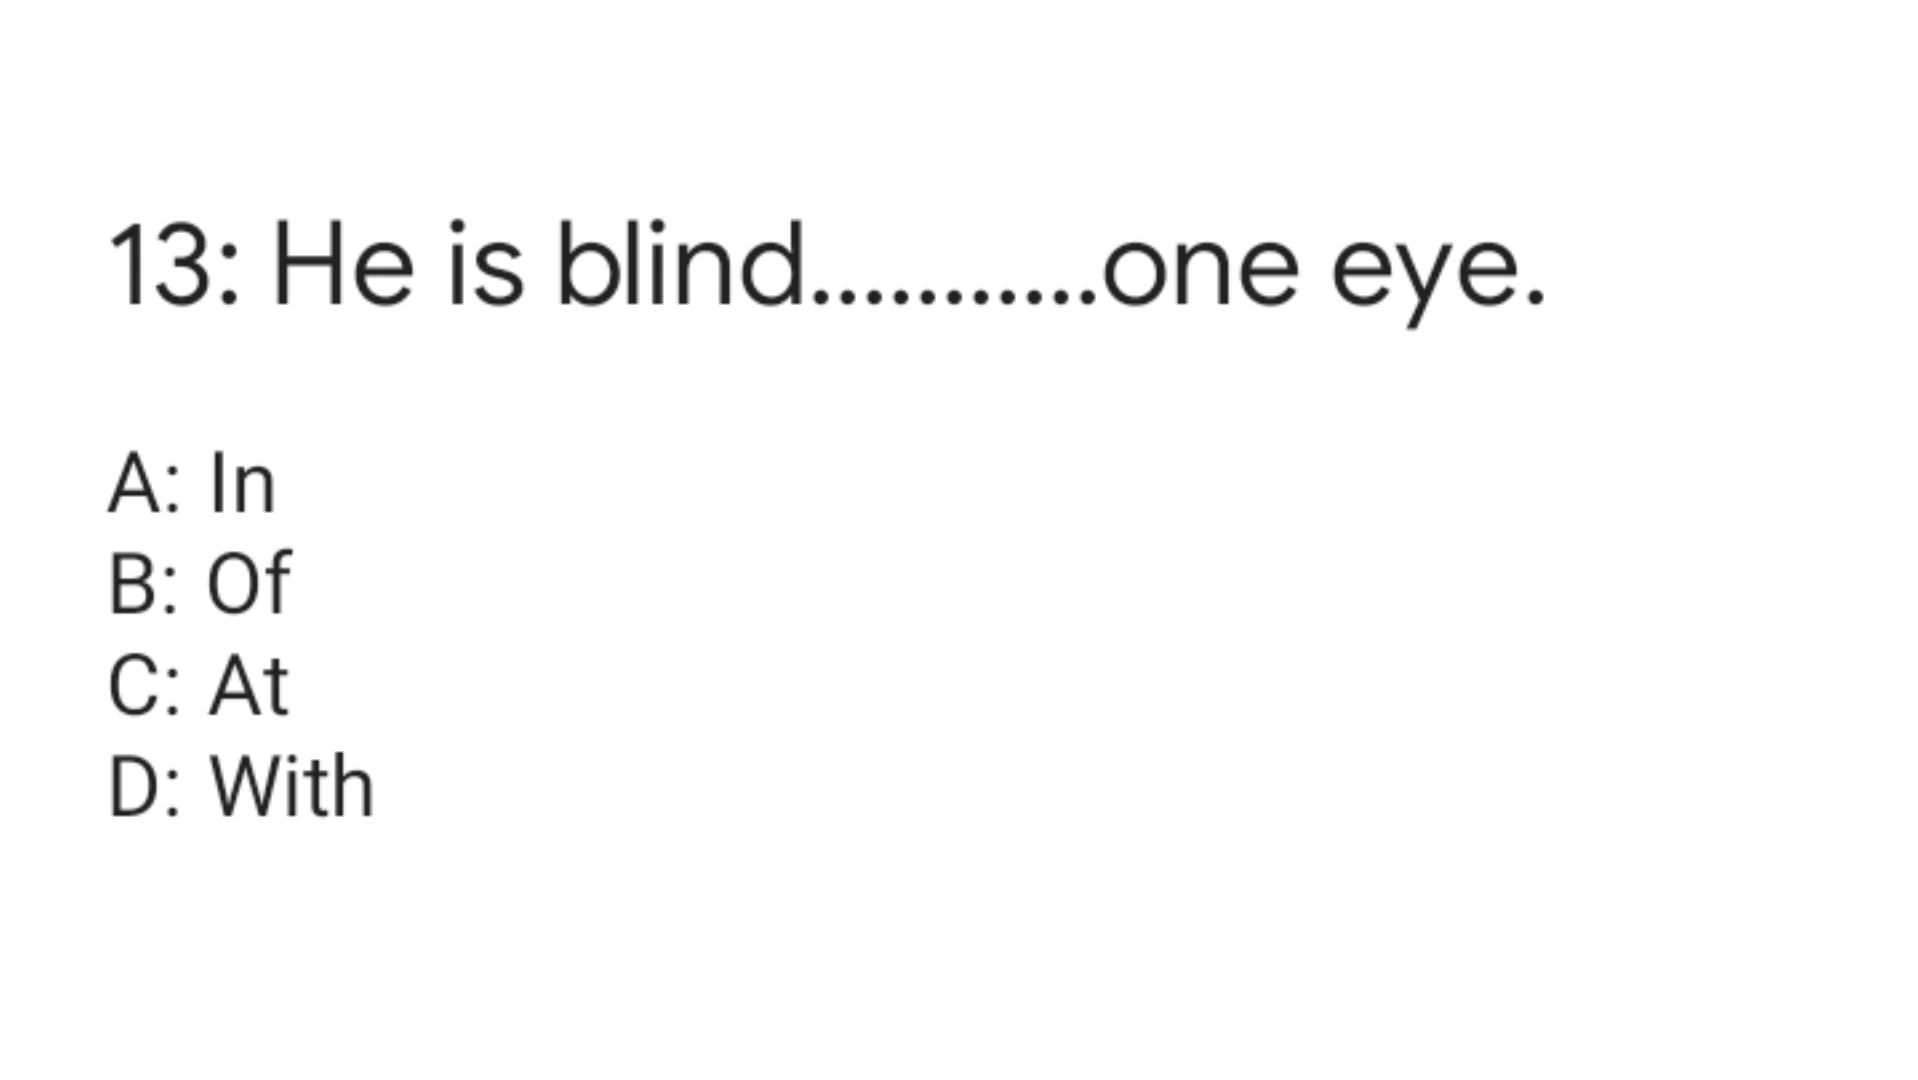 13: He is blind...........one eye.
A: In
B: Of
C: At
D: With